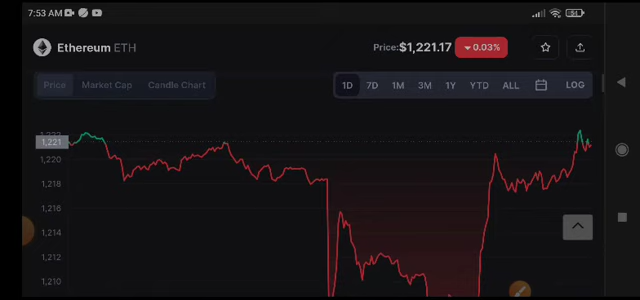 7:53 AM
Ethereum ETH
Price: $1,221.17 0.03%
Price Market Cap Candle Chart
1D 7D 1M 3M 1Y YTD ALL LOG
1,221
1,220
1,218
1,216
1,214
1,212
1,210